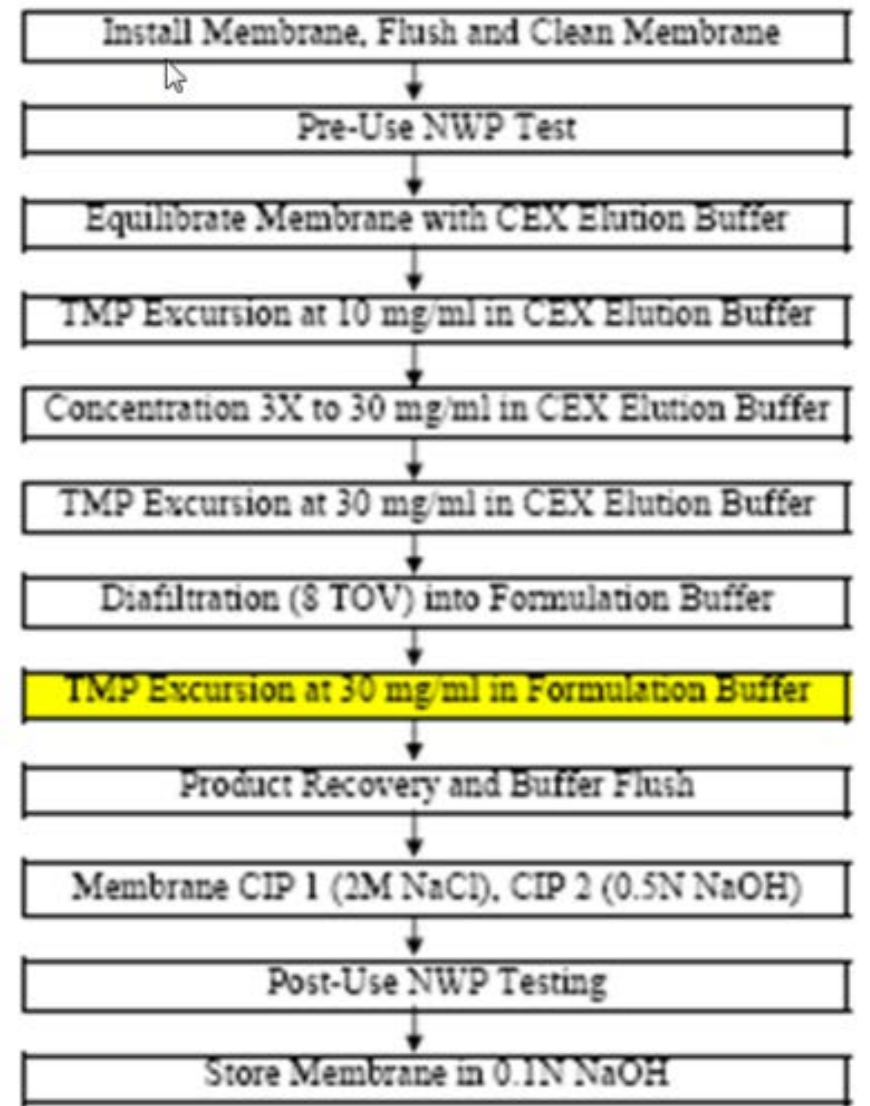 Install Membrane, Flush and Clean Membrane
Pre-Use NWP Test
Equilibrate Membrane with CEX Elution Buffer
TMP Excursion at 10 mg/ml in CEX Elution Buffer
Concentration 3X to 30 mg/ml in CEX Elution Buffer
TMP Excursion at 30 mg/ml in CEX Elution Buffer
Diafiltration (8 TOV) into Formulation Buffer
TMP Excursion at 30 mg/ml in Formulation Buffer
Product Recovery and Buffer Flush
Membrane CIP 1 (2M NaCl), CIP 2 (0.5N NaOH)
Post-Use NWP Testing
Store Membrane in 0.1N NaOH